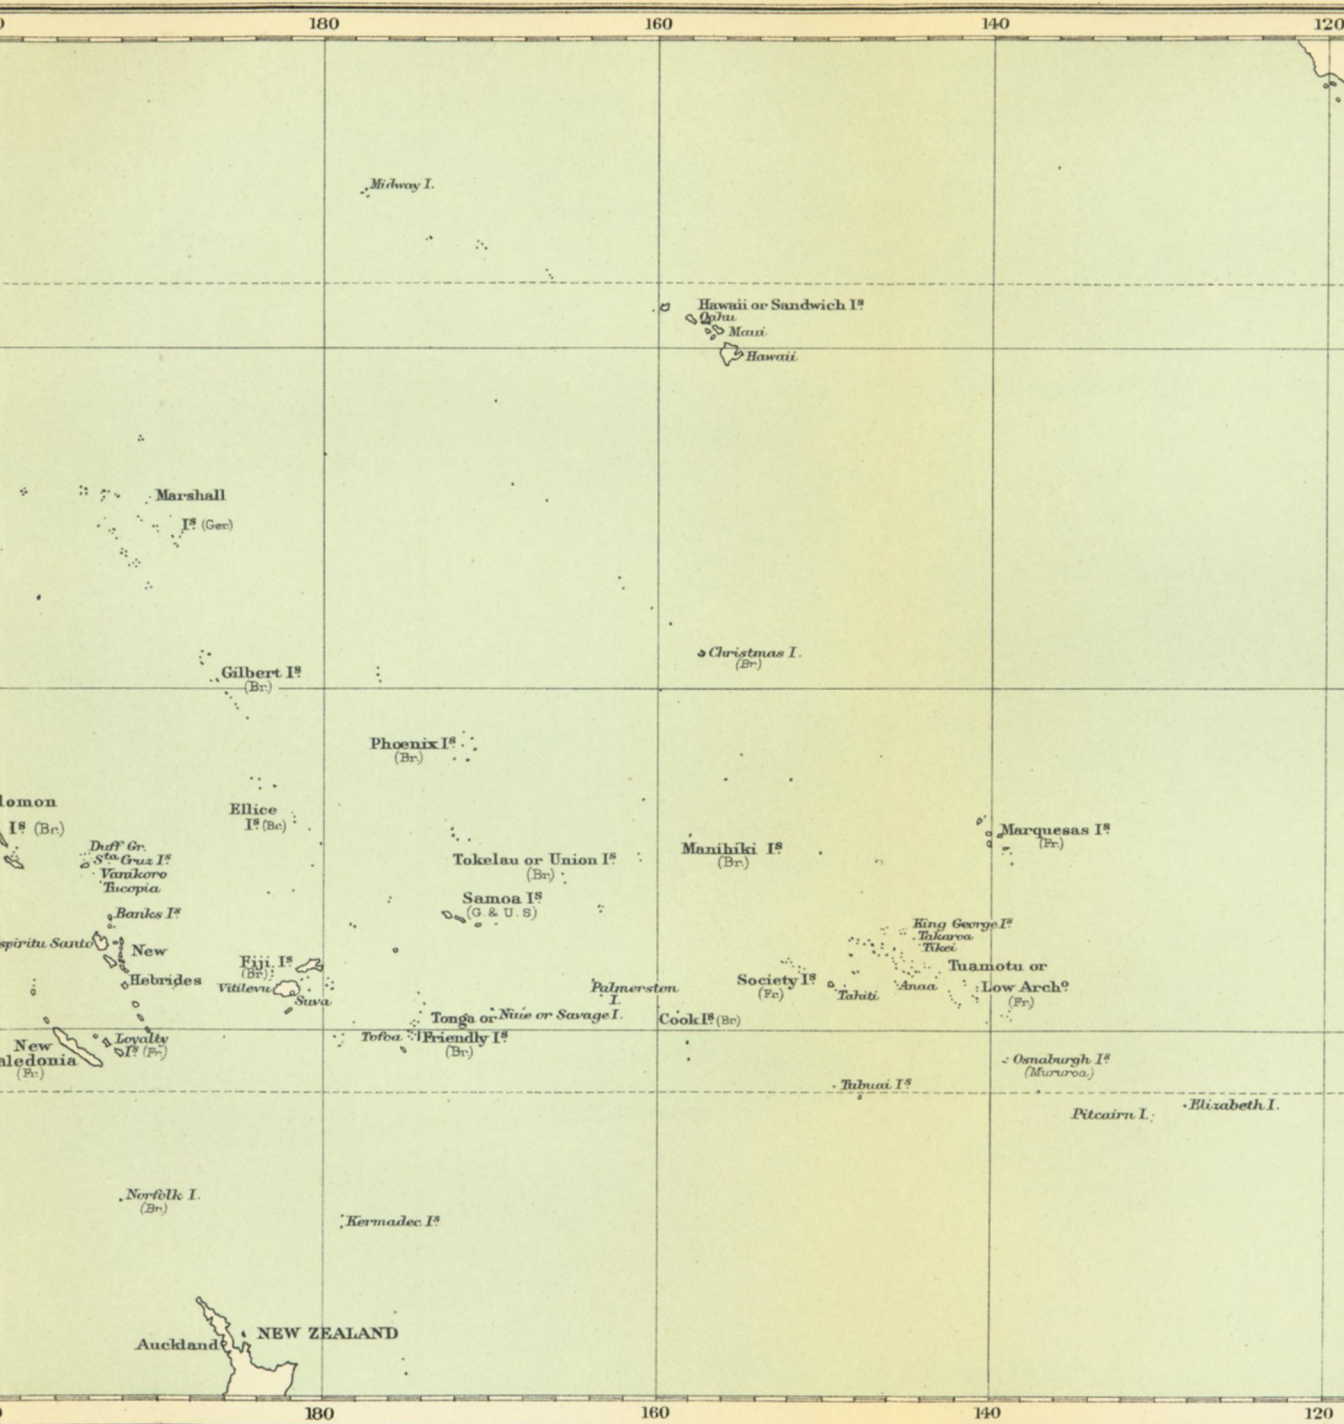 180 160 140 120
Midway I.
Hawaii or Sandwich Is
Oahu
Maui
Hawaii
Marshall
Is (Ger.)
Christmas I.
(Br)
Gilbert Is
(Br.)
Phoenix Is
(Br.)
lomon
Is (Br.)
Ellice
Is (Br.)
Duff Gr.
Sta Cruz Is
Vanikoro
Tucopia
Tokelau or Union Is
(Br.)
Manihiki Is
(Br.)
Marquesas Is
(Fr.)
Samoa Is
(G. & U.S)
Banks Is
spiritu Santo
New
Hebrides
Fiji Is
(Br.)
Vitilevu
Suva
King George Is
Takaroa
Tikei
Tuamotu or
Low Archo
(Fr.)
Anaa
Society Is
(Fr.)
Tahiti
Palmerston
I.
Tonga or
Friendly Is
(Br.)
Niue or Savage I.
Tofoa
Cook Is (Br)
Loyalty
Is (Fr.)
New
aledonia
(Fr.)
Osnaburgh Is
(Mururoa)
Tubuai Is
Pitcairn I.
Elizabeth I.
Norfolk I.
(Br)
Kermadec Is
NEW ZEALAND
Auckland
180 160 140 120